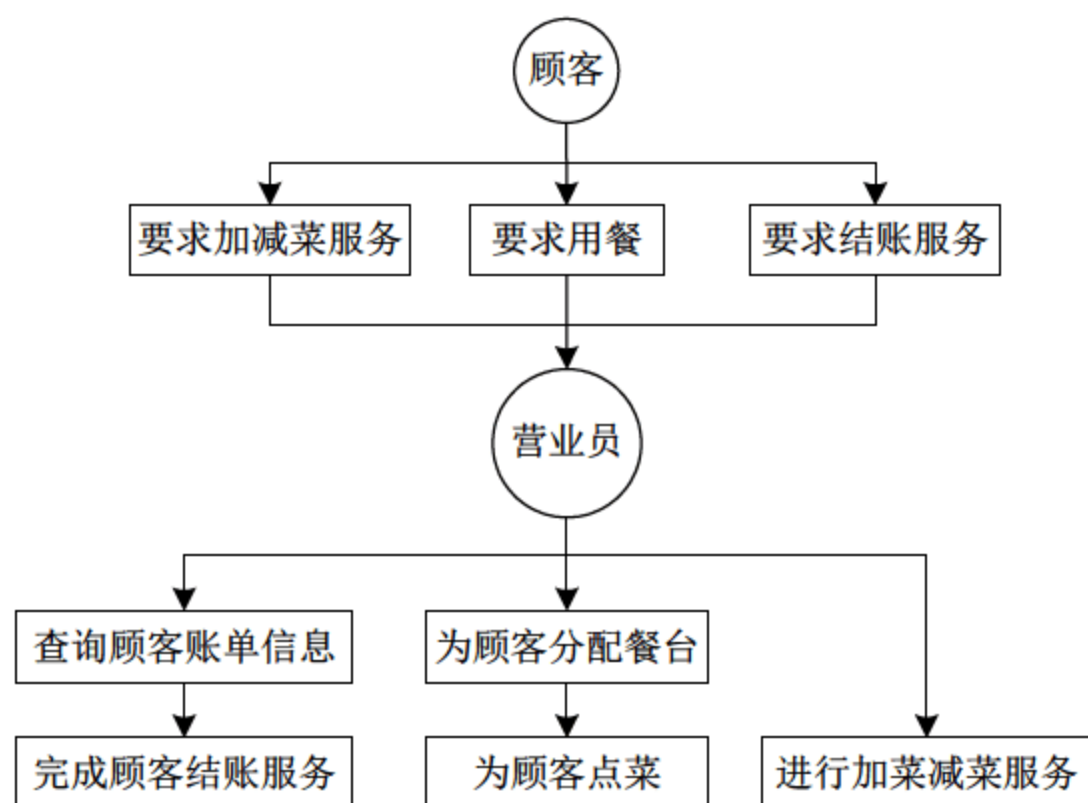 顾客
要求加减菜服务
要求用餐
要求结账服务
营业员
查询顾客账单信息
为顾客分配餐台
完成顾客结账服务
为顾客点菜
进行加菜减菜服务